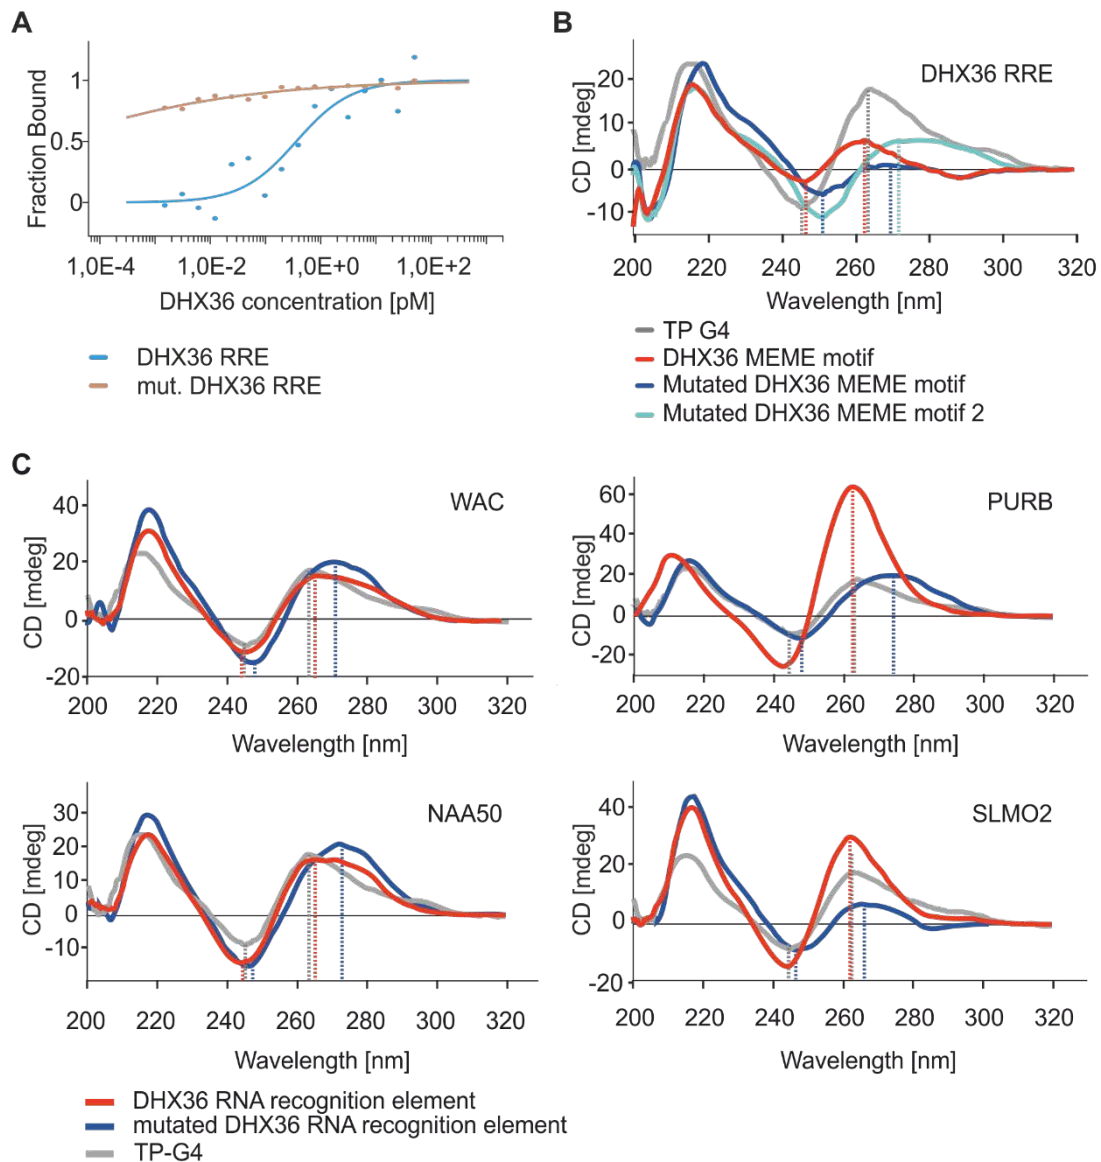 A
1
0.5
0
Fraction Bound
1,0E-4
1,0E-2
1,0E+0
1,0E+2
DHX36 concentration [pM]
DHX36 RRE
mut. DHX36 RRE
B
DHX36 RRE
20
10
0
-10
CD [mdeg]
200 220 240 260 280 300 320
Wavelength [nm]
TP G4
DHX36 MEME motif
Mutated DHX36 MEME motif
Mutated DHX36 MEME motif 2
C
WAC
40
20
0
-20
CD [mdeg]
200 220 240 260 280 300 320
Wavelength [nm]
PURB
60
40
20
0
-20
CD [mdeg]
200 220 240 260 280 300 320
Wavelength [nm]
NAA50
30
20
10
0
-10
CD [mdeg]
200 220 240 260 280 300 320
Wavelength [nm]
SLMO2
40
20
0
-20
CD [mdeg]
200 220 240 260 280 300 320
Wavelength [nm]
DHX36 RNA recognition element
mutated DHX36 RNA recognition element
TP-G4